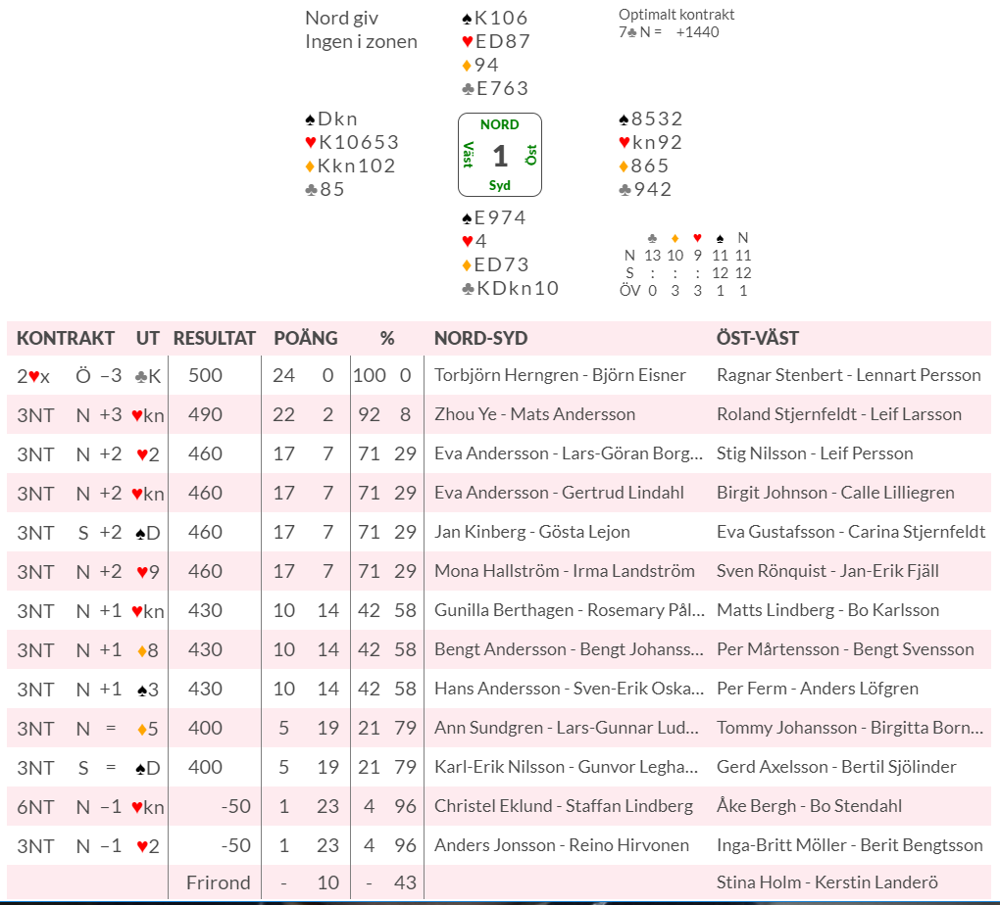 Nord giv
Ingen i zonen
♠K106
♥ED87
♦94
♣E763
Optimalt kontrakt
7♣ N = +1440
♠Dkn
♥K10653
♦Kkn102
♣85
NORD
Väst 1 Öst
Syd
♠8532
♥kn92
♦865
♣942
♠E974
♥4
♦ED73
♣KDkn10
♣ ♦ ♥ ♠ N
N 13 10 9 11 11
S : : : 12 12
ÖV 0 3 3 1 1
KONTRAKT UT RESULTAT POÄNG % NORD-SYD ÖST-VÄST
2♥x Ö −3 ♣K 500 24 0 100 0 Torbjörn Herngren - Björn Eisner Ragnar Stenbert - Lennart Persson
3NT N +3 ♥kn 490 22 2 92 8 Zhou Ye - Mats Andersson Roland Stjernfeldt - Leif Larsson
3NT N +2 ♥2 460 17 7 71 29 Eva Andersson - Lars-Göran Borg... Stig Nilsson - Leif Persson
3NT N +2 ♥kn 460 17 7 71 29 Eva Andersson - Gertrud Lindahl Birgit Johnson - Calle Lilliegren
3NT S +2 ♠D 460 17 7 71 29 Jan Kinberg - Gösta Lejon Eva Gustafsson - Carina Stjernfeldt
3NT N +2 ♥9 460 17 7 71 29 Mona Hallström - Irma Landström Sven Rönquist - Jan-Erik Fjäll
3NT N +1 ♥kn 430 10 14 42 58 Gunilla Berthagen - Rosemary Pål... Matts Lindberg - Bo Karlsson
3NT N +1 ♦8 430 10 14 42 58 Bengt Andersson - Bengt Johanss... Per Mårtensson - Bengt Svensson
3NT N +1 ♠3 430 10 14 42 58 Hans Andersson - Sven-Erik Oska... Per Ferm - Anders Löfgren
3NT N = ♦5 400 5 19 21 79 Ann Sundgren - Lars-Gunnar Lud... Tommy Johansson - Birgitta Born...
3NT S = ♠D 400 5 19 21 79 Karl-Erik Nilsson - Gunvor Legha... Gerd Axelsson - Bertil Sjölinder
6NT N −1 ♥kn -50 1 23 4 96 Christel Eklund - Staffan Lindberg Åke Bergh - Bo Stendahl
3NT N −1 ♥2 -50 1 23 4 96 Anders Jonsson - Reino Hirvonen Inga-Britt Möller - Berit Bengtsson
Frirond - 10 - 43 Stina Holm - Kerstin Landerö